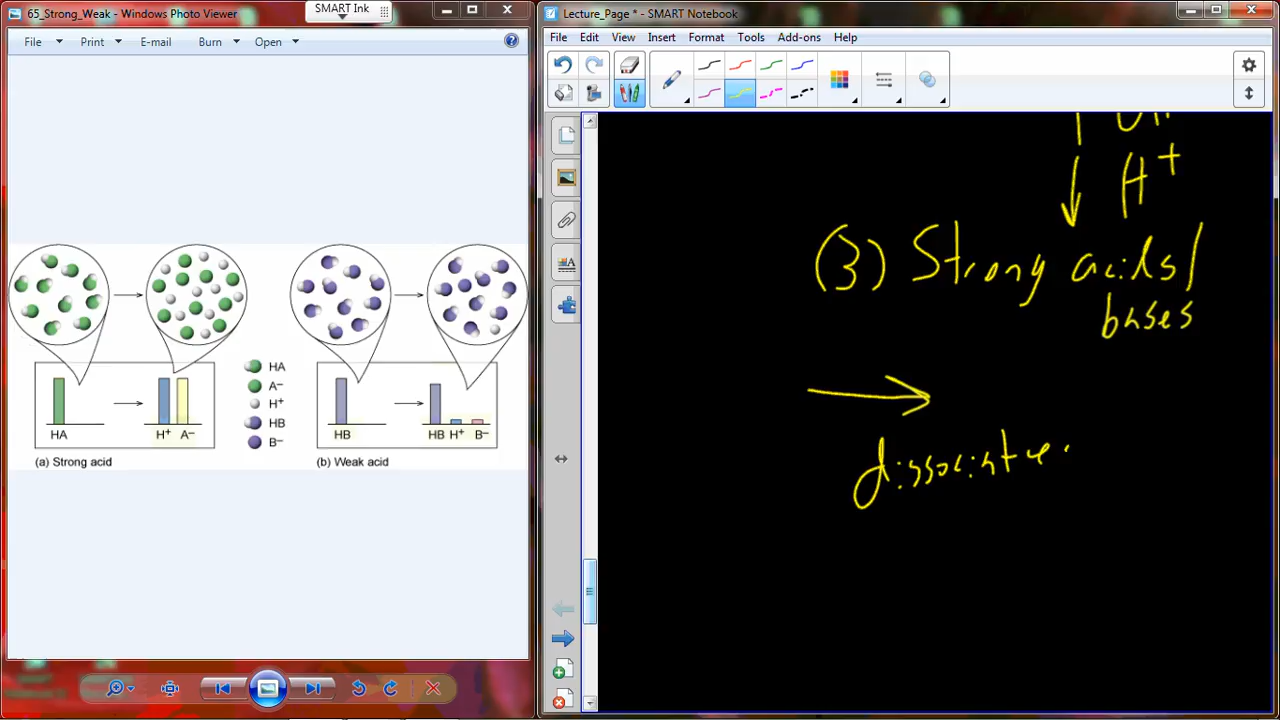 65_Strong_Weak - Windows Photo Viewer
SMART Ink
File Print E-mail Burn Open
HA
H+ A−
HB
HB H+ B−
HA
A−
H+
HB
B−
(a) Strong acid
(b) Weak acid
Lecture_Page * - SMART Notebook
File Edit View Insert Format Tools Add-ons Help
H+
(3) Strong acids/
bases
→
dissociate